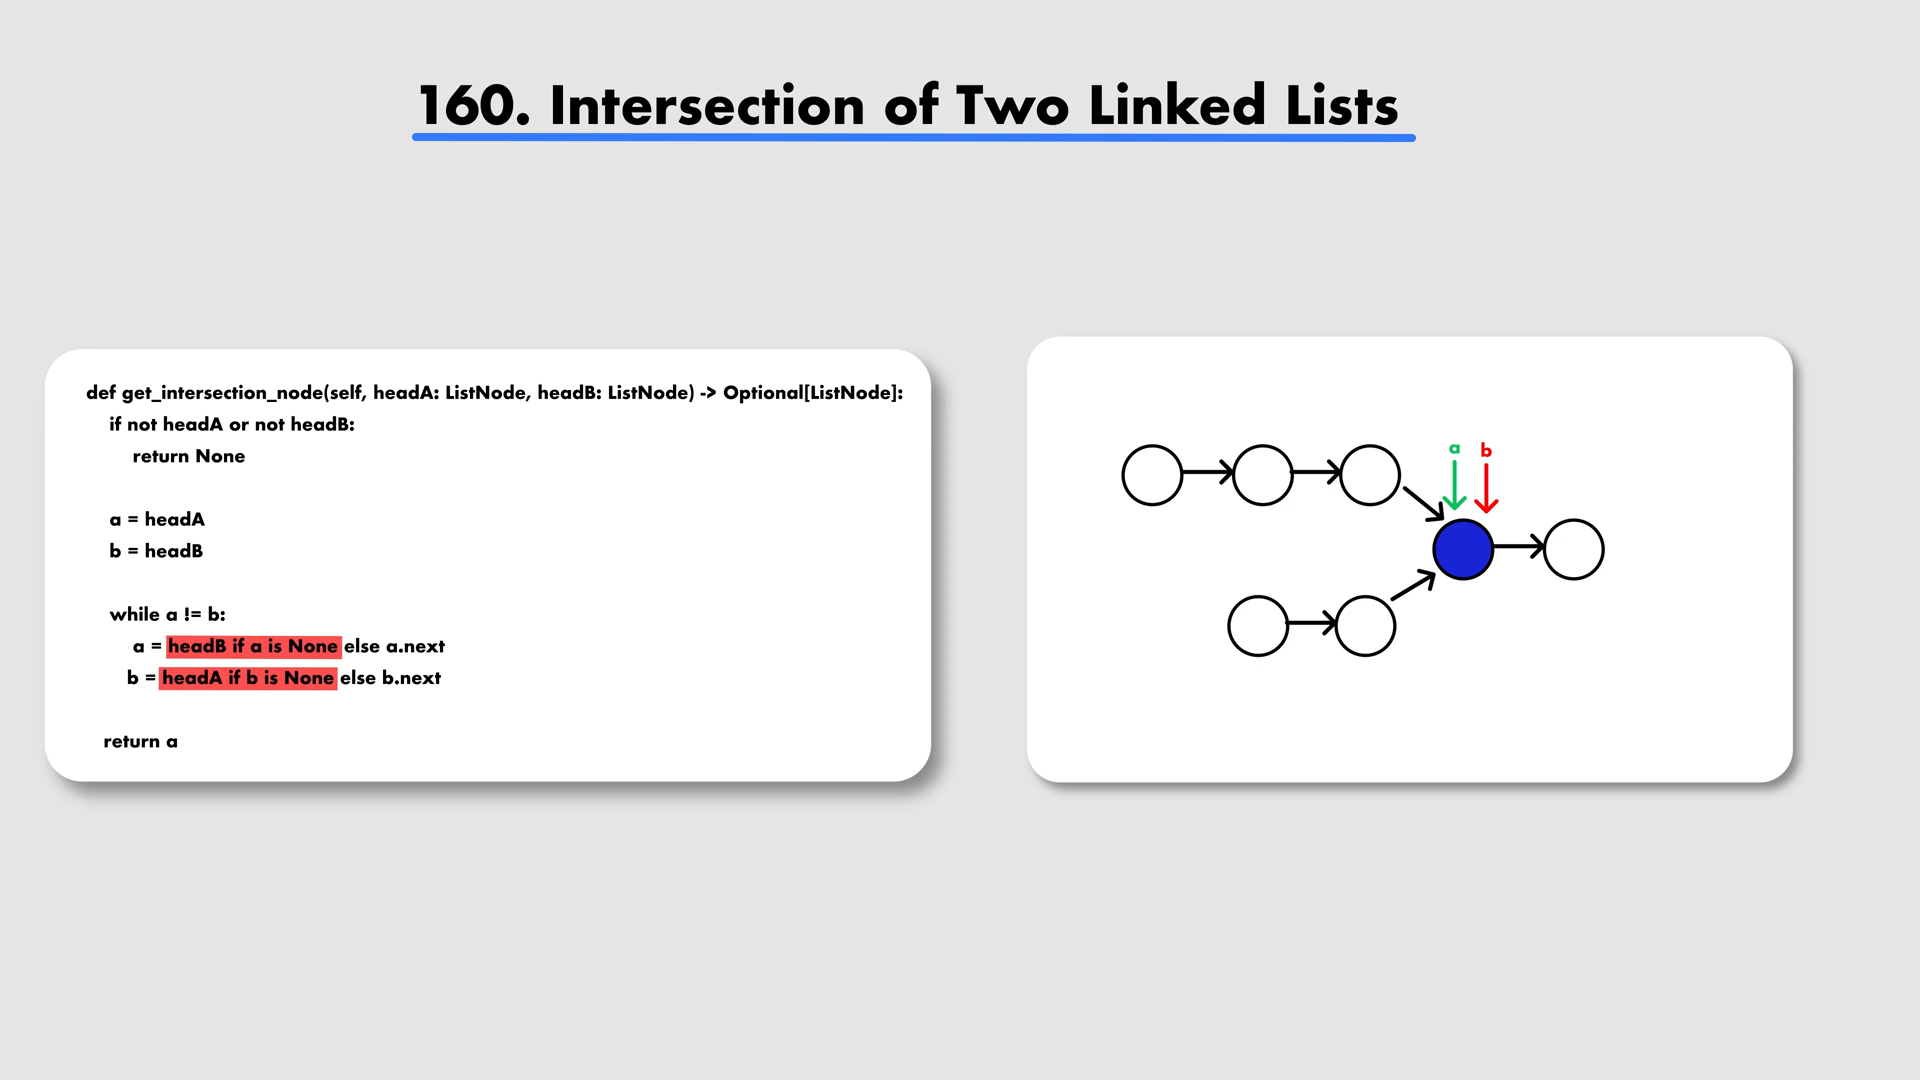 160. Intersection of Two Linked Lists
def get_intersection_node(self, headA: ListNode, headB: ListNode) -> Optional[ListNode]:
if not headA or not headB:
return None
a = headA
b = headB
while a != b:
a = headB if a is None else a.next
b = headA if b is None else b.next
return a
a
b